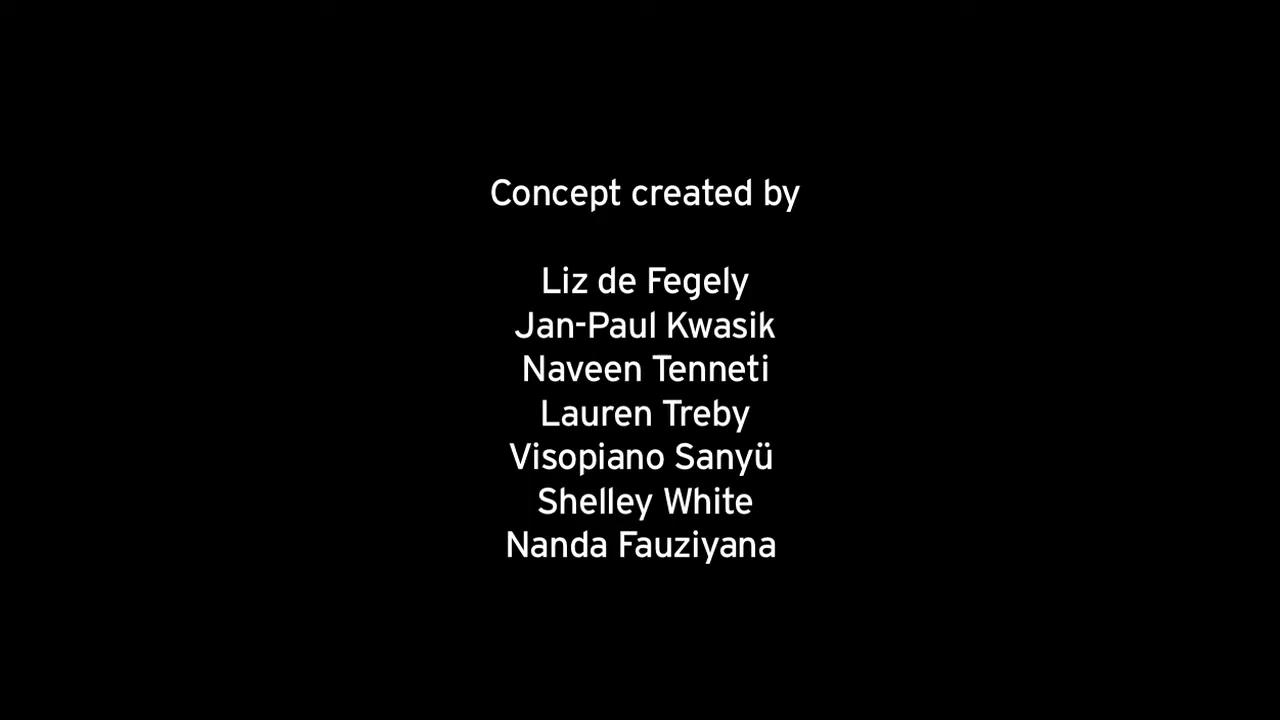 Concept created by
Liz de Fegely
Jan-Paul Kwasik
Naveen Tenneti
Lauren Treby
Visopiano Sanyü
Shelley White
Nanda Fauziyana